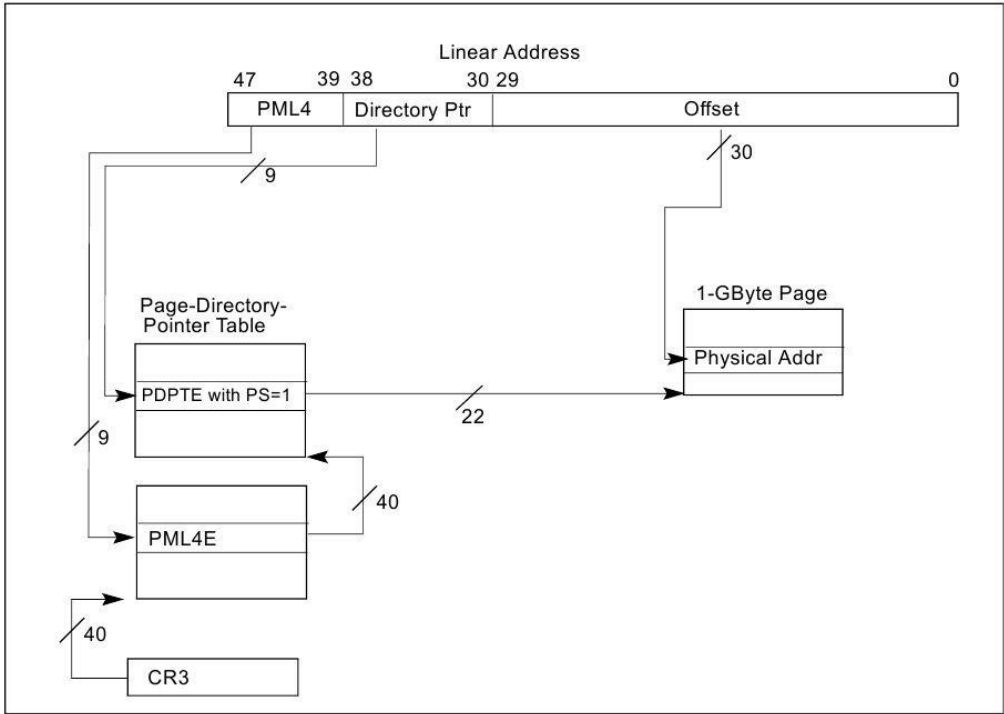 Linear Address
47 39 38 30 29 0
PML4 Directory Ptr Offset
9
30
Page-Directory-
Pointer Table
1-GByte Page
Physical Addr
PDPTE with PS=1
22
9
40
PML4E
40
CR3